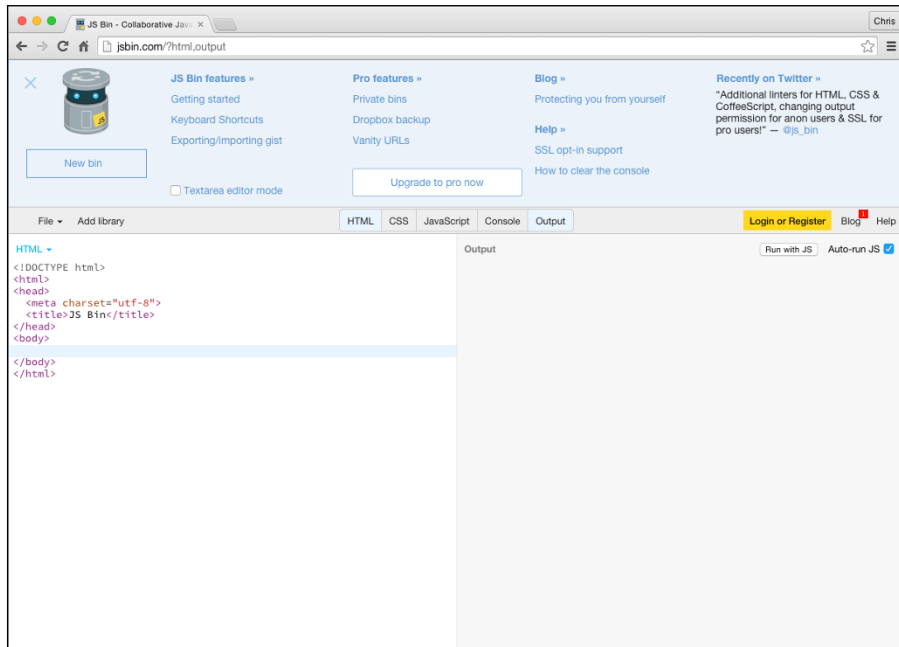 JS Bin - Collaborative Java
Chris
jsbin.com/?html,output
JS Bin features »
Getting started
Keyboard Shortcuts
Exporting/importing gist
Textarea editor mode
Pro features »
Private bins
Dropbox backup
Vanity URLs
Upgrade to pro now
Blog »
Protecting you from yourself
Help »
SSL opt-in support
How to clear the console
Recently on Twitter »
"Additional linters for HTML, CSS &
CoffeeScript, changing output
permission for anon users & SSL for
pro users!" — @js_bin
JS
New bin
File
Add library
HTML
CSS
JavaScript
Console
Output
Login or Register
Blog
1
Help
HTML
<!DOCTYPE html>
<html>
<head>
<meta charset="utf-8">
<title>JS Bin</title>
</head>
<body>
</body>
</html>
Output
Run with JS
Auto-run JS